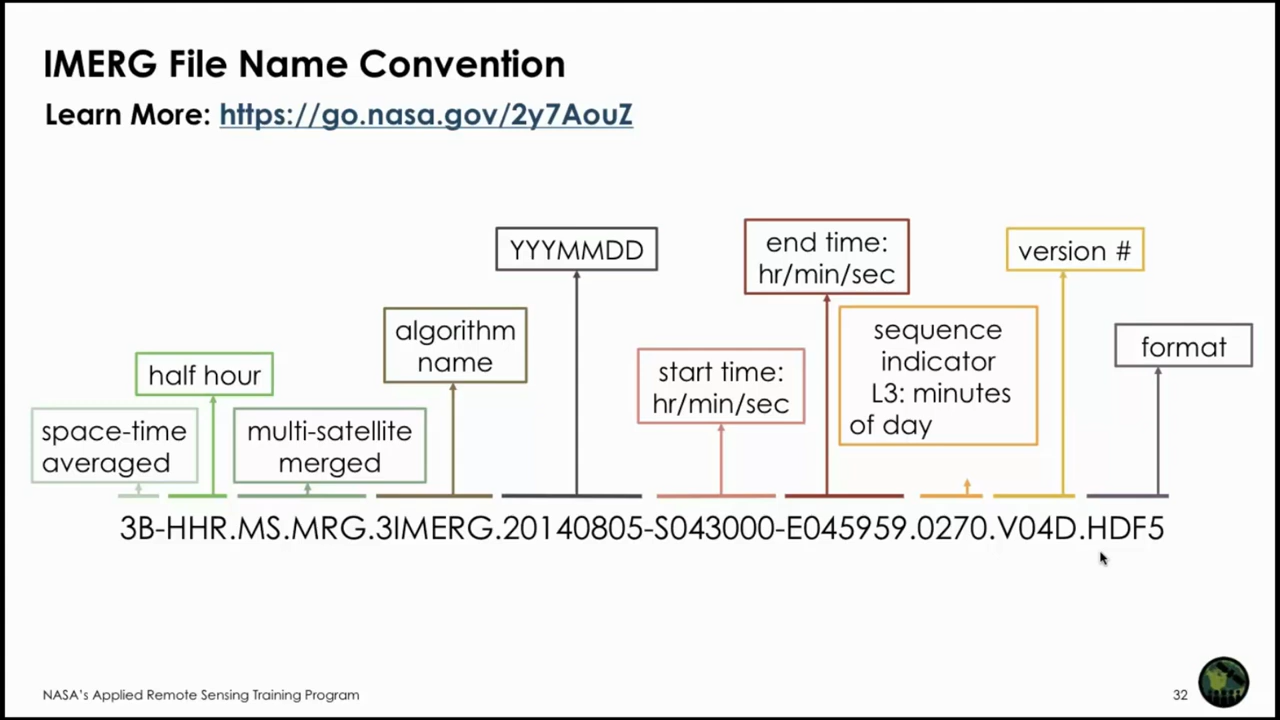 IMERG File Name Convention
Learn More: https://go.nasa.gov/2y7AouZ
space-time
averaged
half hour
multi-satellite
merged
algorithm
name
YYYMMDD
start time:
hr/min/sec
end time:
hr/min/sec
sequence
indicator
L3: minutes
of day
version #
format
3B-HHR.MS.MRG.3IMERG.20140805-S043000-E045959.0270.V04D.HDF5
NASA's Applied Remote Sensing Training Program
32